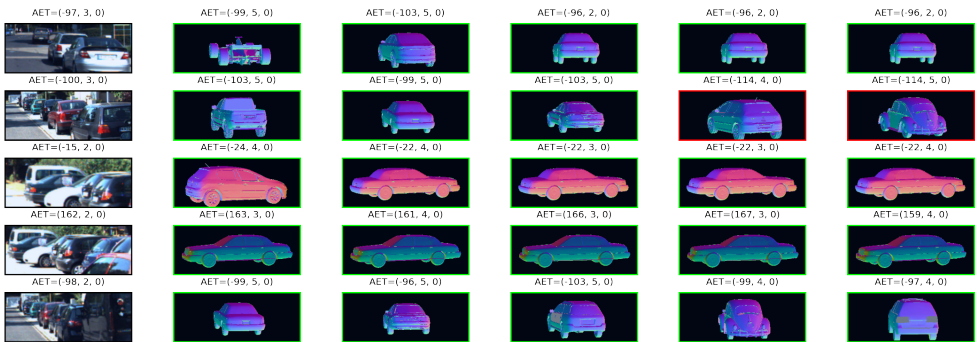 AET=(-97, 3, 0) AET=(-99, 5, 0) AET=(-103, 5, 0) AET=(-96, 2, 0) AET=(-96, 2, 0) AET=(-96, 2, 0)
AET=(-100, 3, 0) AET=(-103, 5, 0) AET=(-99, 5, 0) AET=(-103, 5, 0) AET=(-114, 4, 0) AET=(-114, 5, 0)
AET=(-15, 2, 0) AET=(-24, 4, 0) AET=(-22, 4, 0) AET=(-22, 3, 0) AET=(-22, 3, 0) AET=(-22, 4, 0)
AET=(162, 2, 0) AET=(163, 3, 0) AET=(161, 4, 0) AET=(166, 3, 0) AET=(167, 3, 0) AET=(159, 4, 0)
AET=(-98, 2, 0) AET=(-99, 5, 0) AET=(-96, 5, 0) AET=(-103, 5, 0) AET=(-99, 4, 0) AET=(-97, 4, 0)